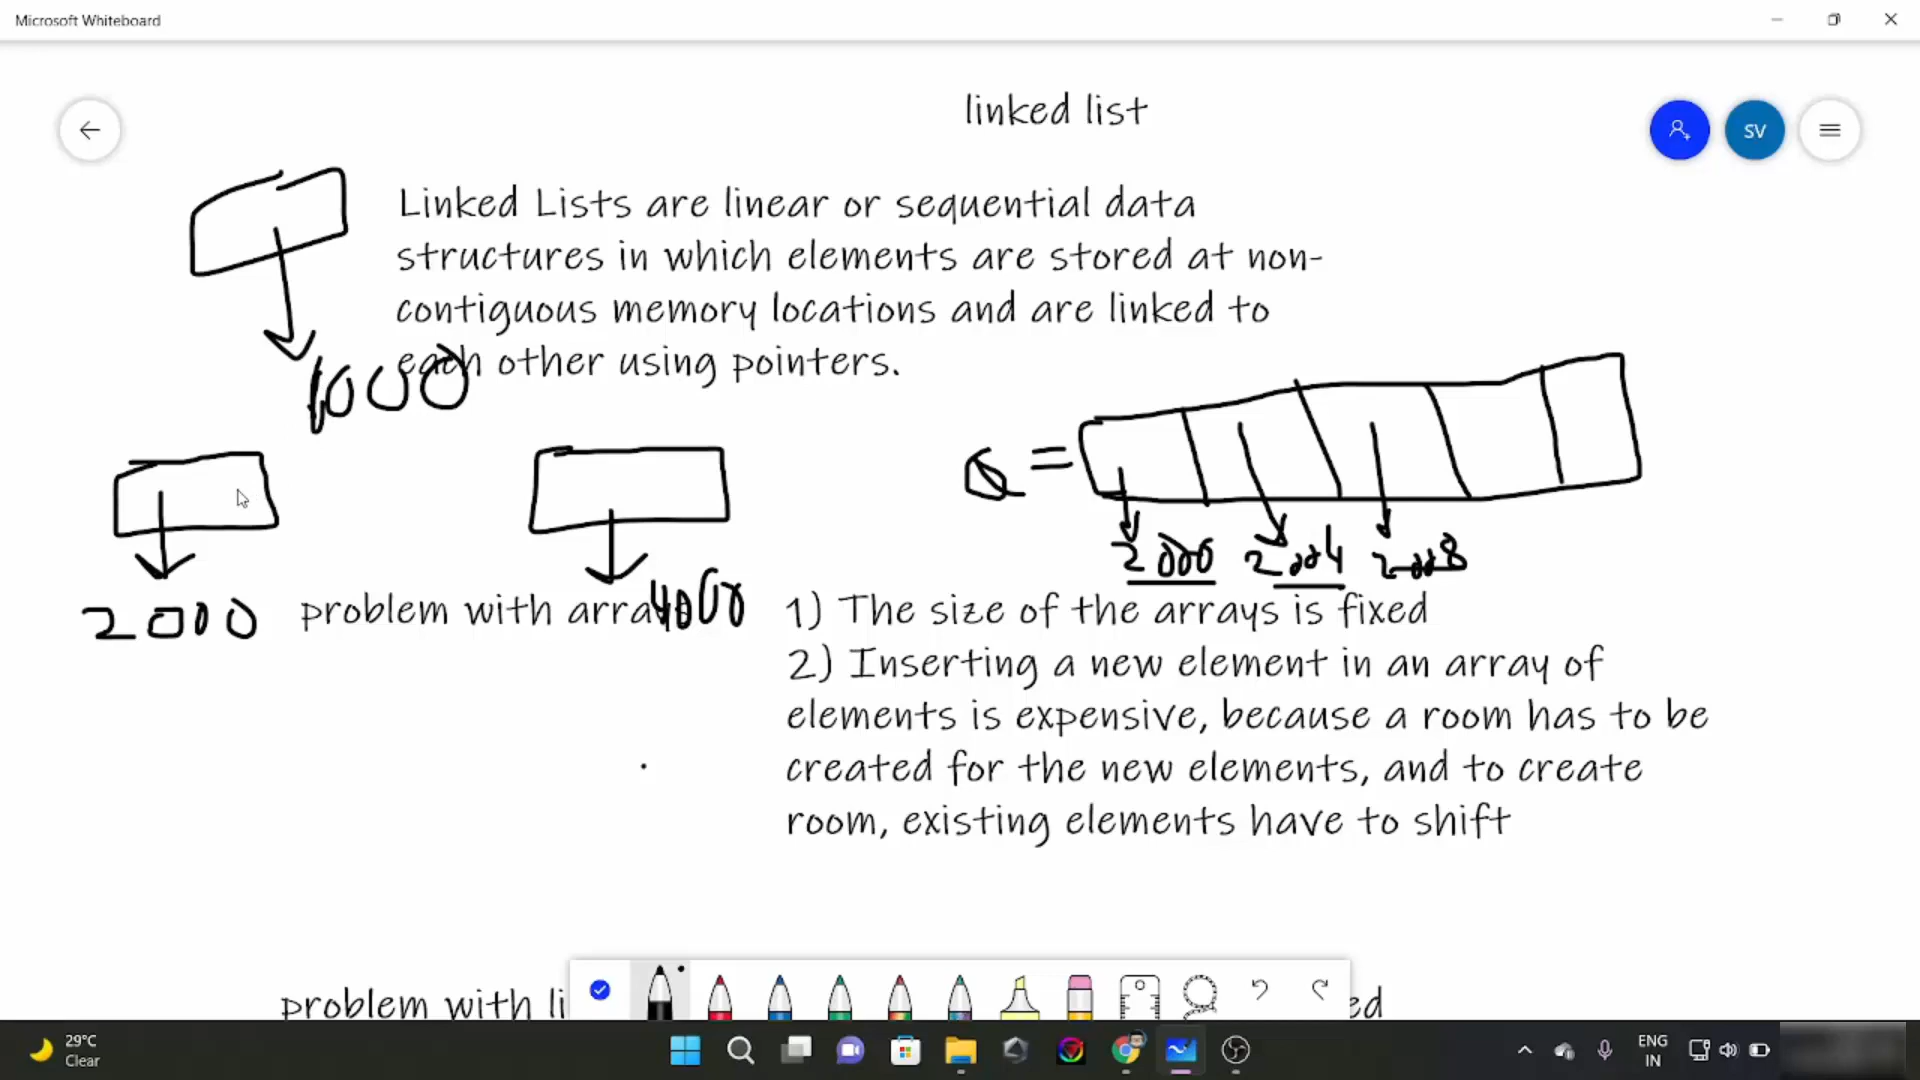 Microsoft Whiteboard
linked list
SV
Linked Lists are linear or sequential data
structures in which elements are stored at non-
contiguous memory locations and are linked to
each other using pointers.
1000
a =
2000 2004 2008
2000
4000
problem with array
1) The size of the arrays is fixed
2) Inserting a new element in an array of
elements is expensive, because a room has to be
created for the new elements, and to create
room, existing elements have to shift
problem with li
ed
29°C
Clear
ENG
IN